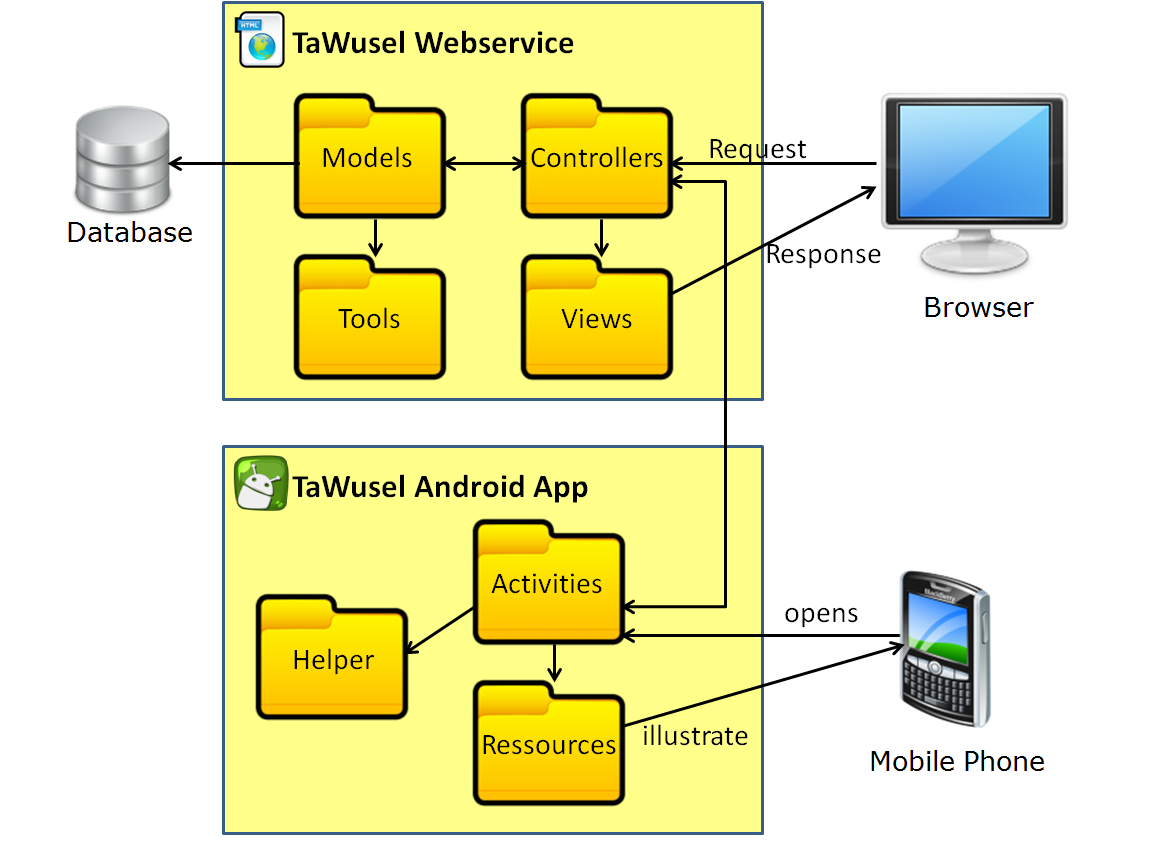 HTML
TaWusel Webservice
Models
Controllers
Request
Database
Response
Tools
Views
Browser
TaWusel Android App
Activities
opens
BlackBerry
Helper
Ressources
illustrate
Mobile Phone